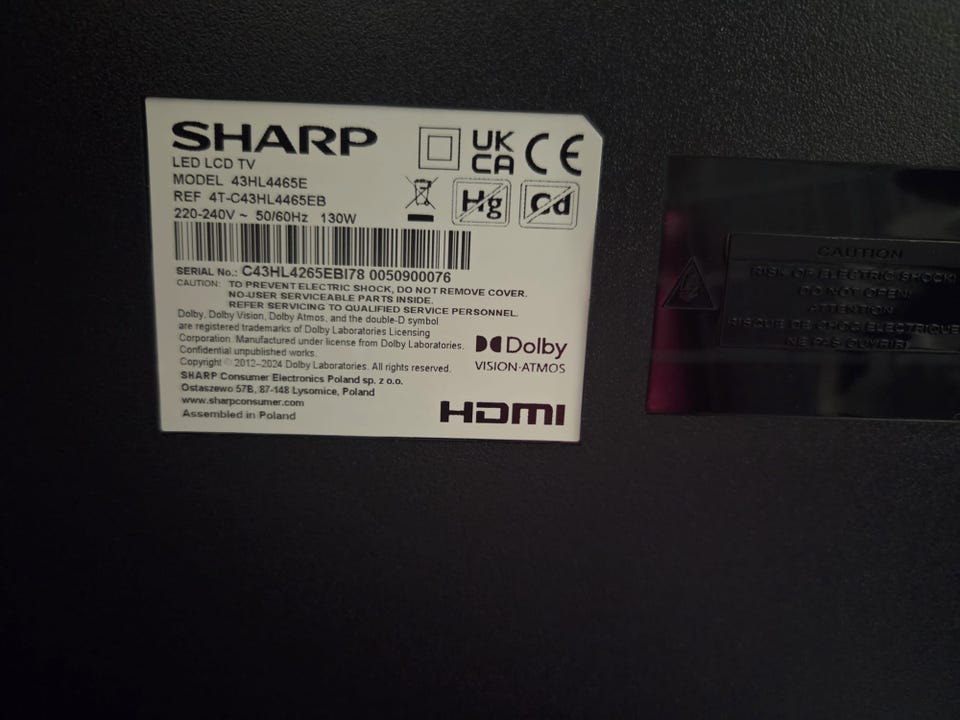 SHARP
LED LCD TV
MODEL 43HL4465E
REF 4T-C43HL4465EB
220-240V ~ 50/60Hz 130W
UK
CA
CE
Hg
Cd
SERIAL No.: C43HL4265EBI78 0050900076
CAUTION: TO PREVENT ELECTRIC SHOCK, DO NOT REMOVE COVER.
NO-USER SERVICEABLE PARTS INSIDE.
REFER SERVICING TO QUALIFIED SERVICE PERSONNEL.
Dolby, Dolby Vision, Dolby Atmos, and the double-D symbol
are registered trademarks of Dolby Laboratories Licensing
Corporation. Manufactured under license from Dolby Laboratories.
Confidential unpublished works.
Copyright © 2012–2024 Dolby Laboratories. All rights reserved.
SHARP Consumer Electronics Poland sp. z o.o.
Ostaszewo 57B, 87-148 Lysomice, Poland
www.sharpconsumer.com
Assembled in Poland
Dolby
VISION·ATMOS
HDMI
CAUTION
RISK OF ELECTRIC SHOCK
DO NOT OPEN!
ATTENTION
RISQUE DE CHOC ELECTRIQUE
NE PAS OUVRIR!